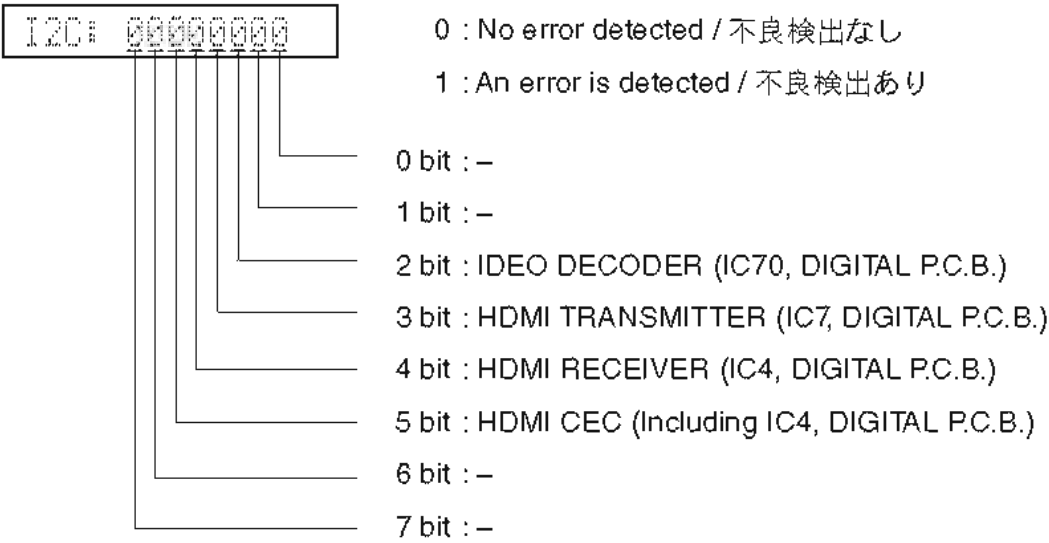 I2C: 00000000
0 : No error detected / 不良検出なし
1 : An error is detected / 不良検出あり
0 bit : –
1 bit : –
2 bit : IDEO DECODER (IC70, DIGITAL P.C.B.)
3 bit : HDMI TRANSMITTER (IC7, DIGITAL P.C.B.)
4 bit : HDMI RECEIVER (IC4, DIGITAL P.C.B.)
5 bit : HDMI CEC (Including IC4, DIGITAL P.C.B.)
6 bit : –
7 bit : –